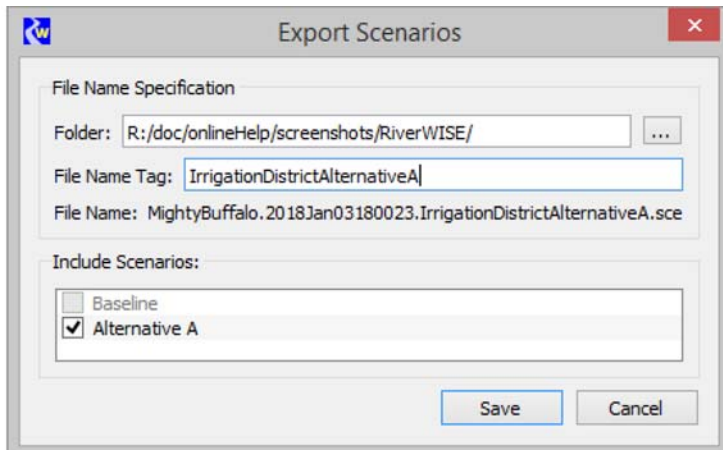 Export Scenarios
File Name Specification
Folder: R:/doc/onlineHelp/screenshots/RiverWISE/ ...
File Name Tag: IrrigationDistrictAlternativeA
File Name: MightyBuffalo.2018Jan03180023.IrrigationDistrictAlternativeA.sce
Include Scenarios:
Baseline
Alternative A
Save Cancel